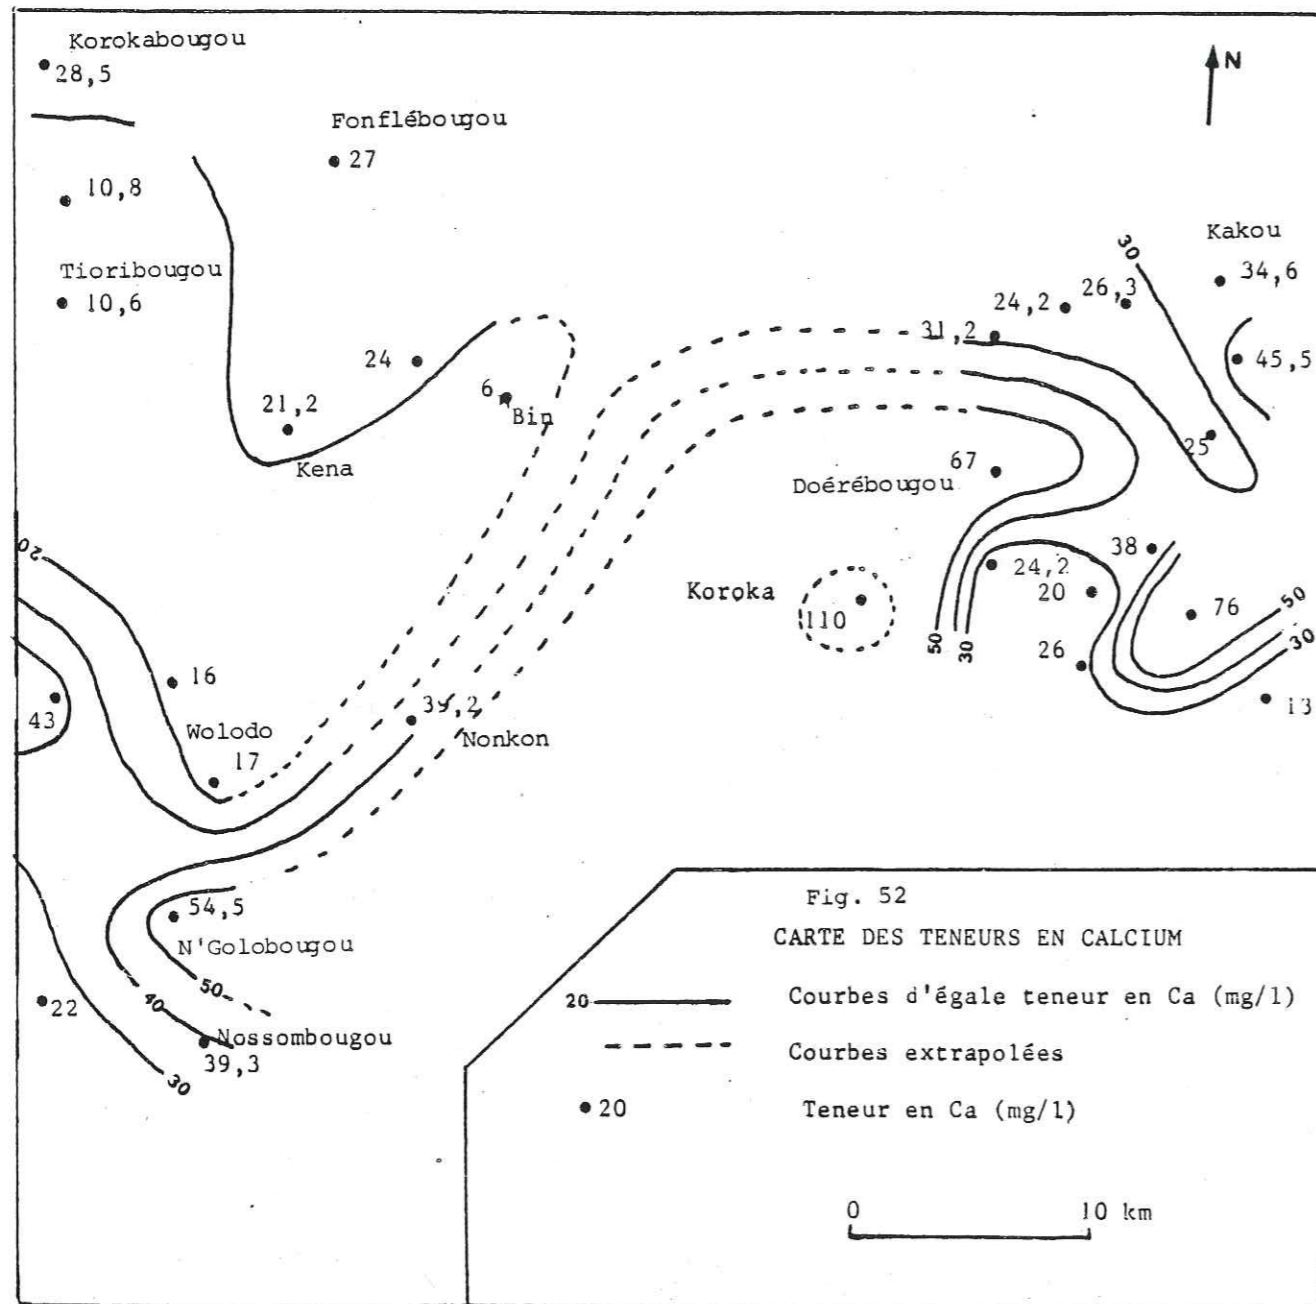 Korokabougou
28,5
N
Fonflébougou
27
10,8
Tioribougou
10,6
30
Kakou
34,6
24,2
26,3
31,2
45,5
24
6
Bin
21,2
Kena
25
67
Doérébougou
20
38
24,2
20
Koroka
110
76
50
30
50
30
26
13
16
43
39,2
Wolodo
Nonkon
17
54,5
N'Golobougou
50
40
22
Nossombougou
39,3
30
Fig. 52
CARTE DES TENEURS EN CALCIUM
20 Courbes d'égale teneur en Ca (mg/l)
Courbes extrapolées
20 Teneur en Ca (mg/l)
0 10 km